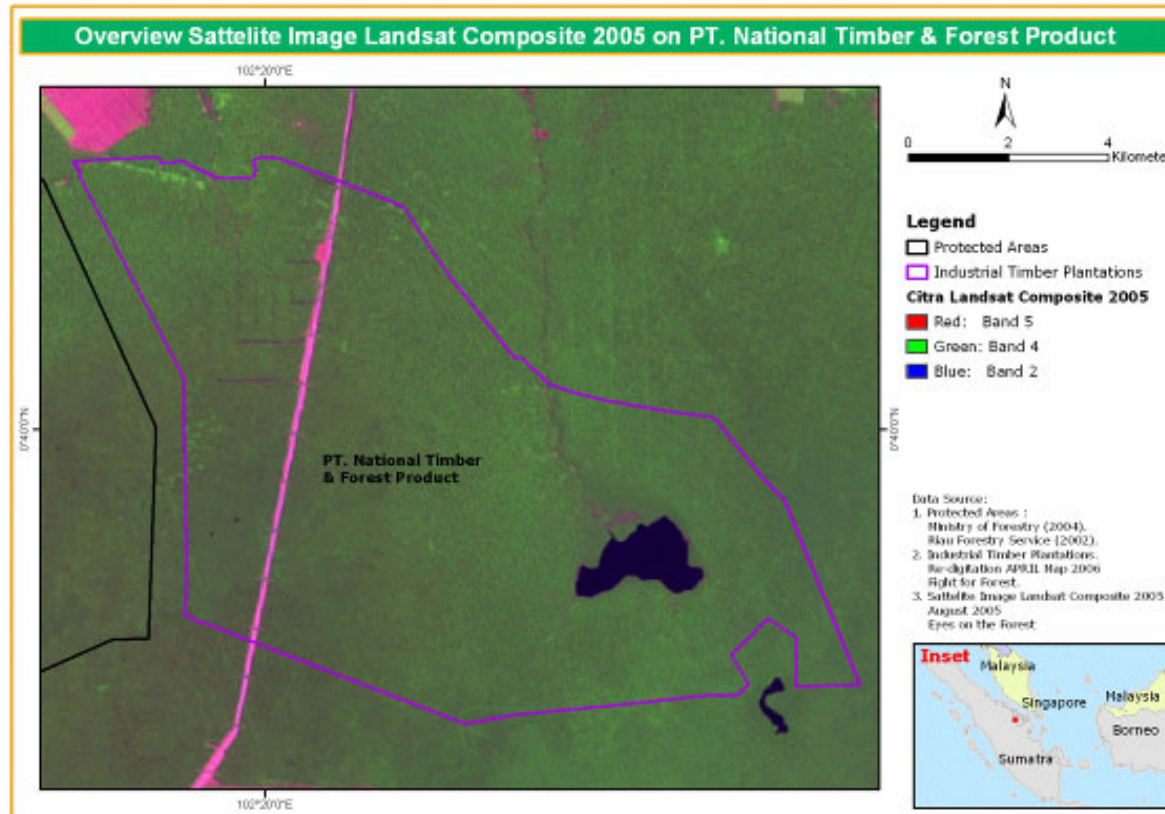 Overview Sattelite Image Landsat Composite 2005 on PT. National Timber & Forest Product
102°20'0"E
N
0 2 4
Kilomete
0°40'0"N
0°40'0"N
PT. National Timber
& Forest Product
102°20'0"E
Legend
Protected Areas
Industrial Timber Plantations
Citra Landsat Composite 2005
Red: Band 5
Green: Band 4
Blue: Band 2
Data Source:
1. Protected Areas :
Ministry of Forestry (2004).
Riau Forestry Service (2002).
2. Industrial Timber Plantations.
Re-digitation APRIL Map 2006
Fight for Forest.
3. Sattelite Image Landsat Composite 2005
August 2005
Eyes on the Forest
Inset
Malaysia
Singapore
Malaysia
Borneo
Sumatra